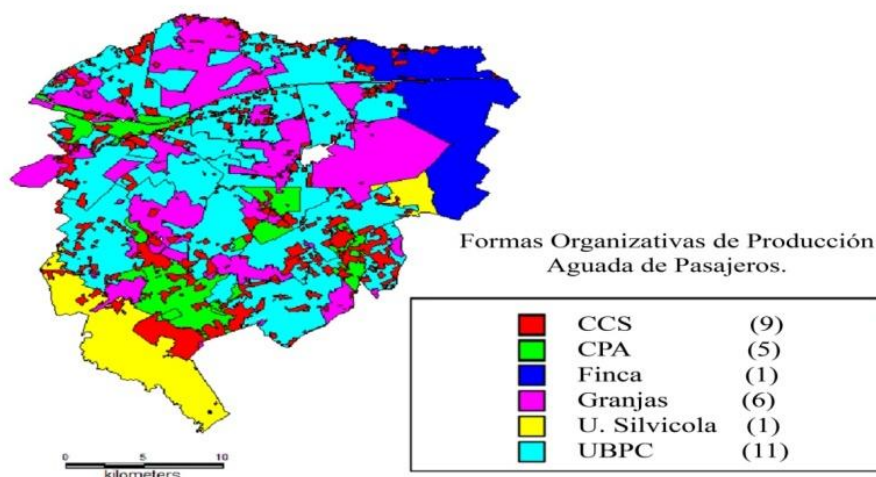 Formas Organizativas de Producción
Aguada de Pasajeros.
CCS (9)
CPA (5)
Finca (1)
Granjas (6)
U. Silvicola (1)
UBPC (11)
0 5 10
kilometers